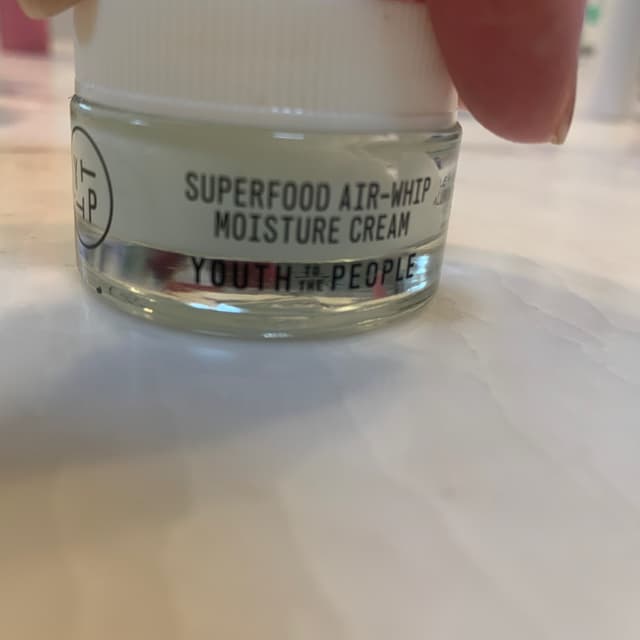 SUPERFOOD AIR-WHIP
MOISTURE CREAM
YOUTH TO THE PEOPLE